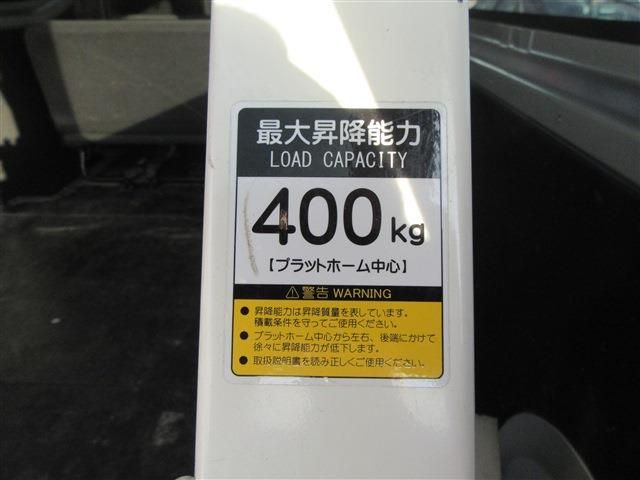 最大昇降能力
LOAD CAPACITY
400kg
【プラットホーム中心】
⚠警告 WARNING
● 昇降能力は昇降質量を表しています。
積載条件を守ってご使用ください。
● プラットホーム中心から左右、後端にかけて
徐々に昇降能力が低下します。
● 取扱説明書を読み正しくご使用ください。